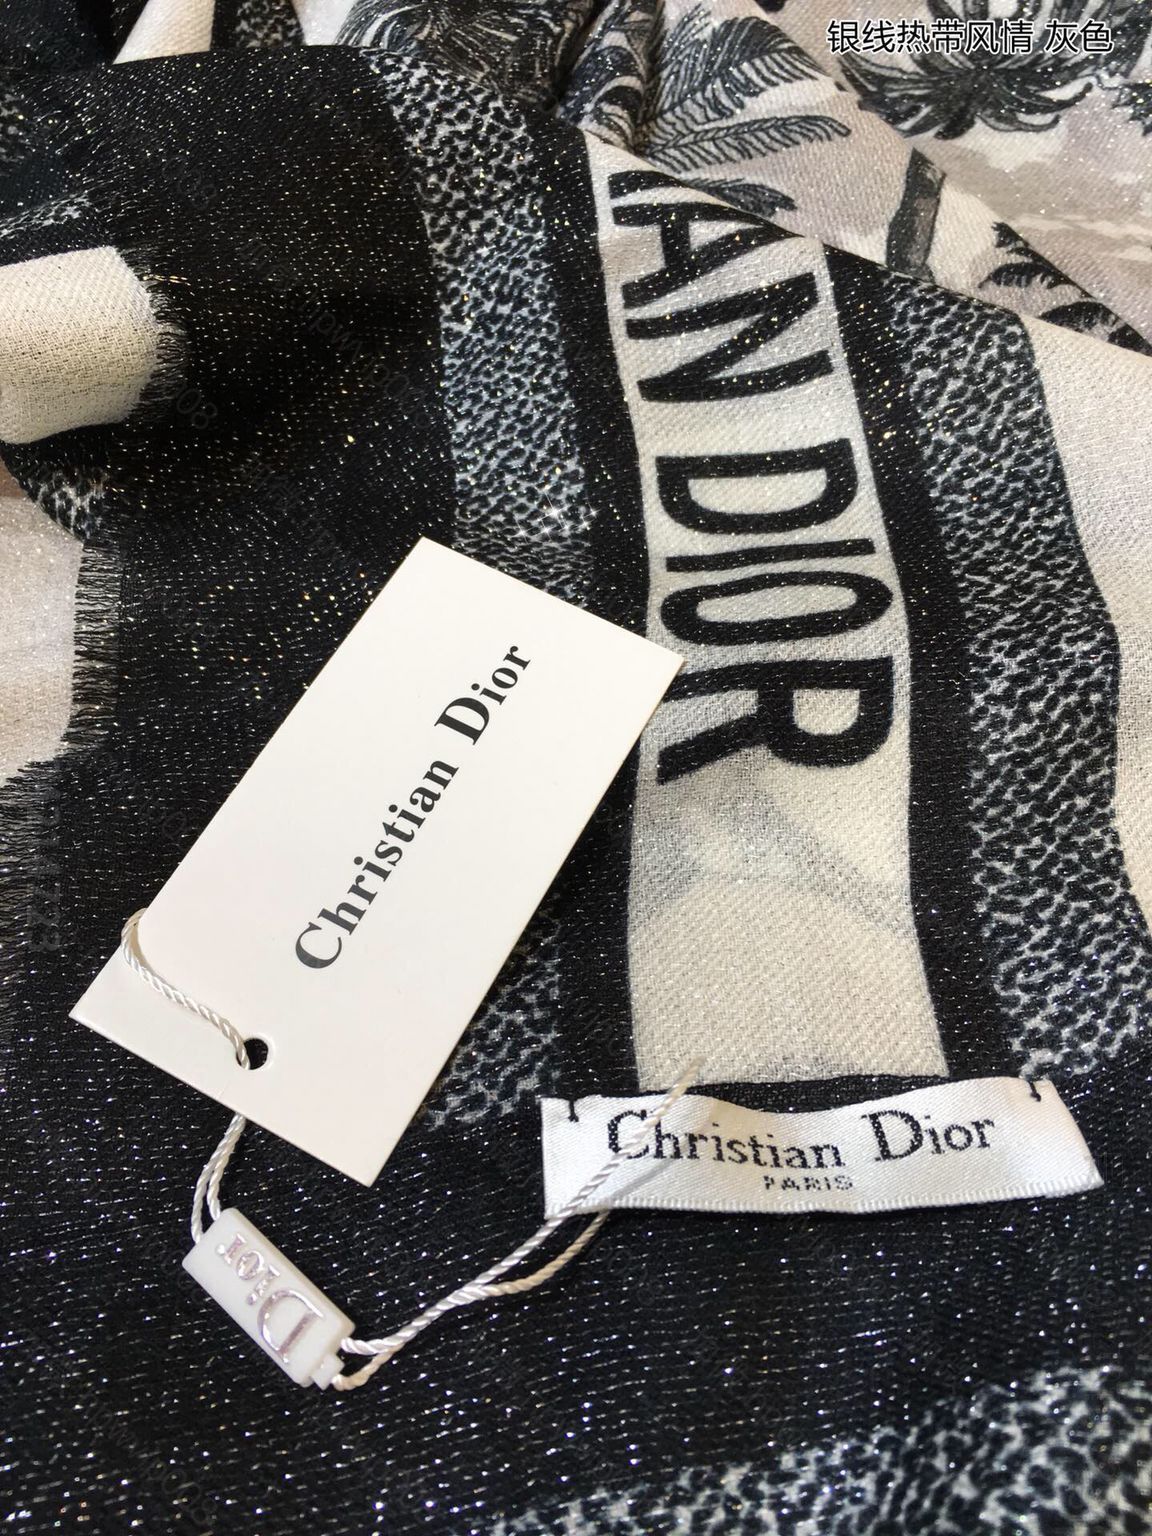 银线热带风情 灰色
AN DIOR
Christian Dior
Christian Dior
PARIS
Dior